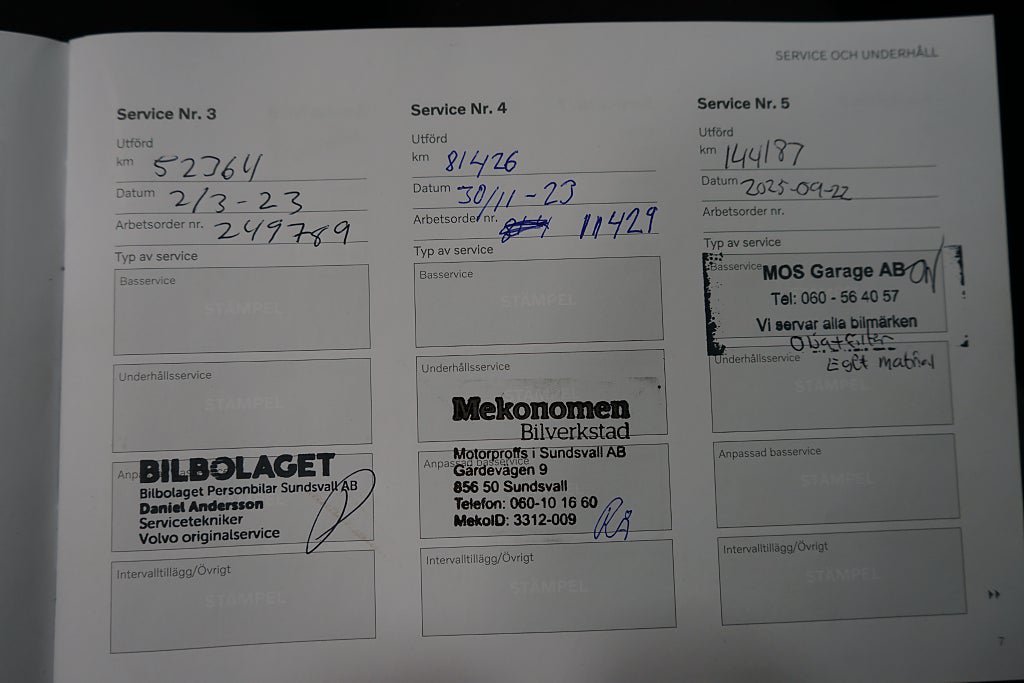 SERVICE OCH UNDERHÅLL
Service Nr. 3
Utförd
km 52364
Datum 2/3-23
Arbetsorder nr. 249789
Typ av service
Basservice
STÄMPEL
Underhållsservice
STÄMPEL
BILBOLAGET
Bilbolaget Personbilar Sundsvall AB
Daniel Andersson
Servicetekniker
Volvo originalservice
Intervalltillägg/Övrigt
STÄMPEL
Service Nr. 4
Utförd
km 81426
Datum 30/11-23
Arbetsorder nr. 11429
Typ av service
Basservice
STÄMPEL
Underhållsservice
Mekonomen
Bilverkstad
Anpassad basservice
Motorproffs i Sundsvall AB
Gärdevägen 9
856 50 Sundsvall
Telefon: 060-10 16 60
MekoID: 3312-009
Intervalltillägg/Övrigt
STÄMPEL
Service Nr. 5
Utförd
km 144187
Datum 2025-09-22
Arbetsorder nr.
Typ av service
Basservice
MOS Garage AB
Tel: 060 - 56 40 57
Vi servar alla bilmärken
Underhållsservice
Eget
STÄMPEL
Anpassad basservice
STÄMPEL
Intervalltillägg/Övrigt
STÄMPEL
7